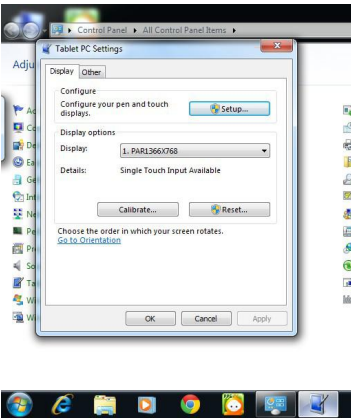 Control Panel ▸ All Control Panel Items ▸
Tablet PC Settings
Adju
Display Other
Configure
Configure your pen and touch
displays.
Setup...
Display options
Display: 1. PAR1366X768
Details: Single Touch Input Available
Calibrate... Reset...
Choose the order in which your screen rotates.
Go to Orientation
OK Cancel Apply